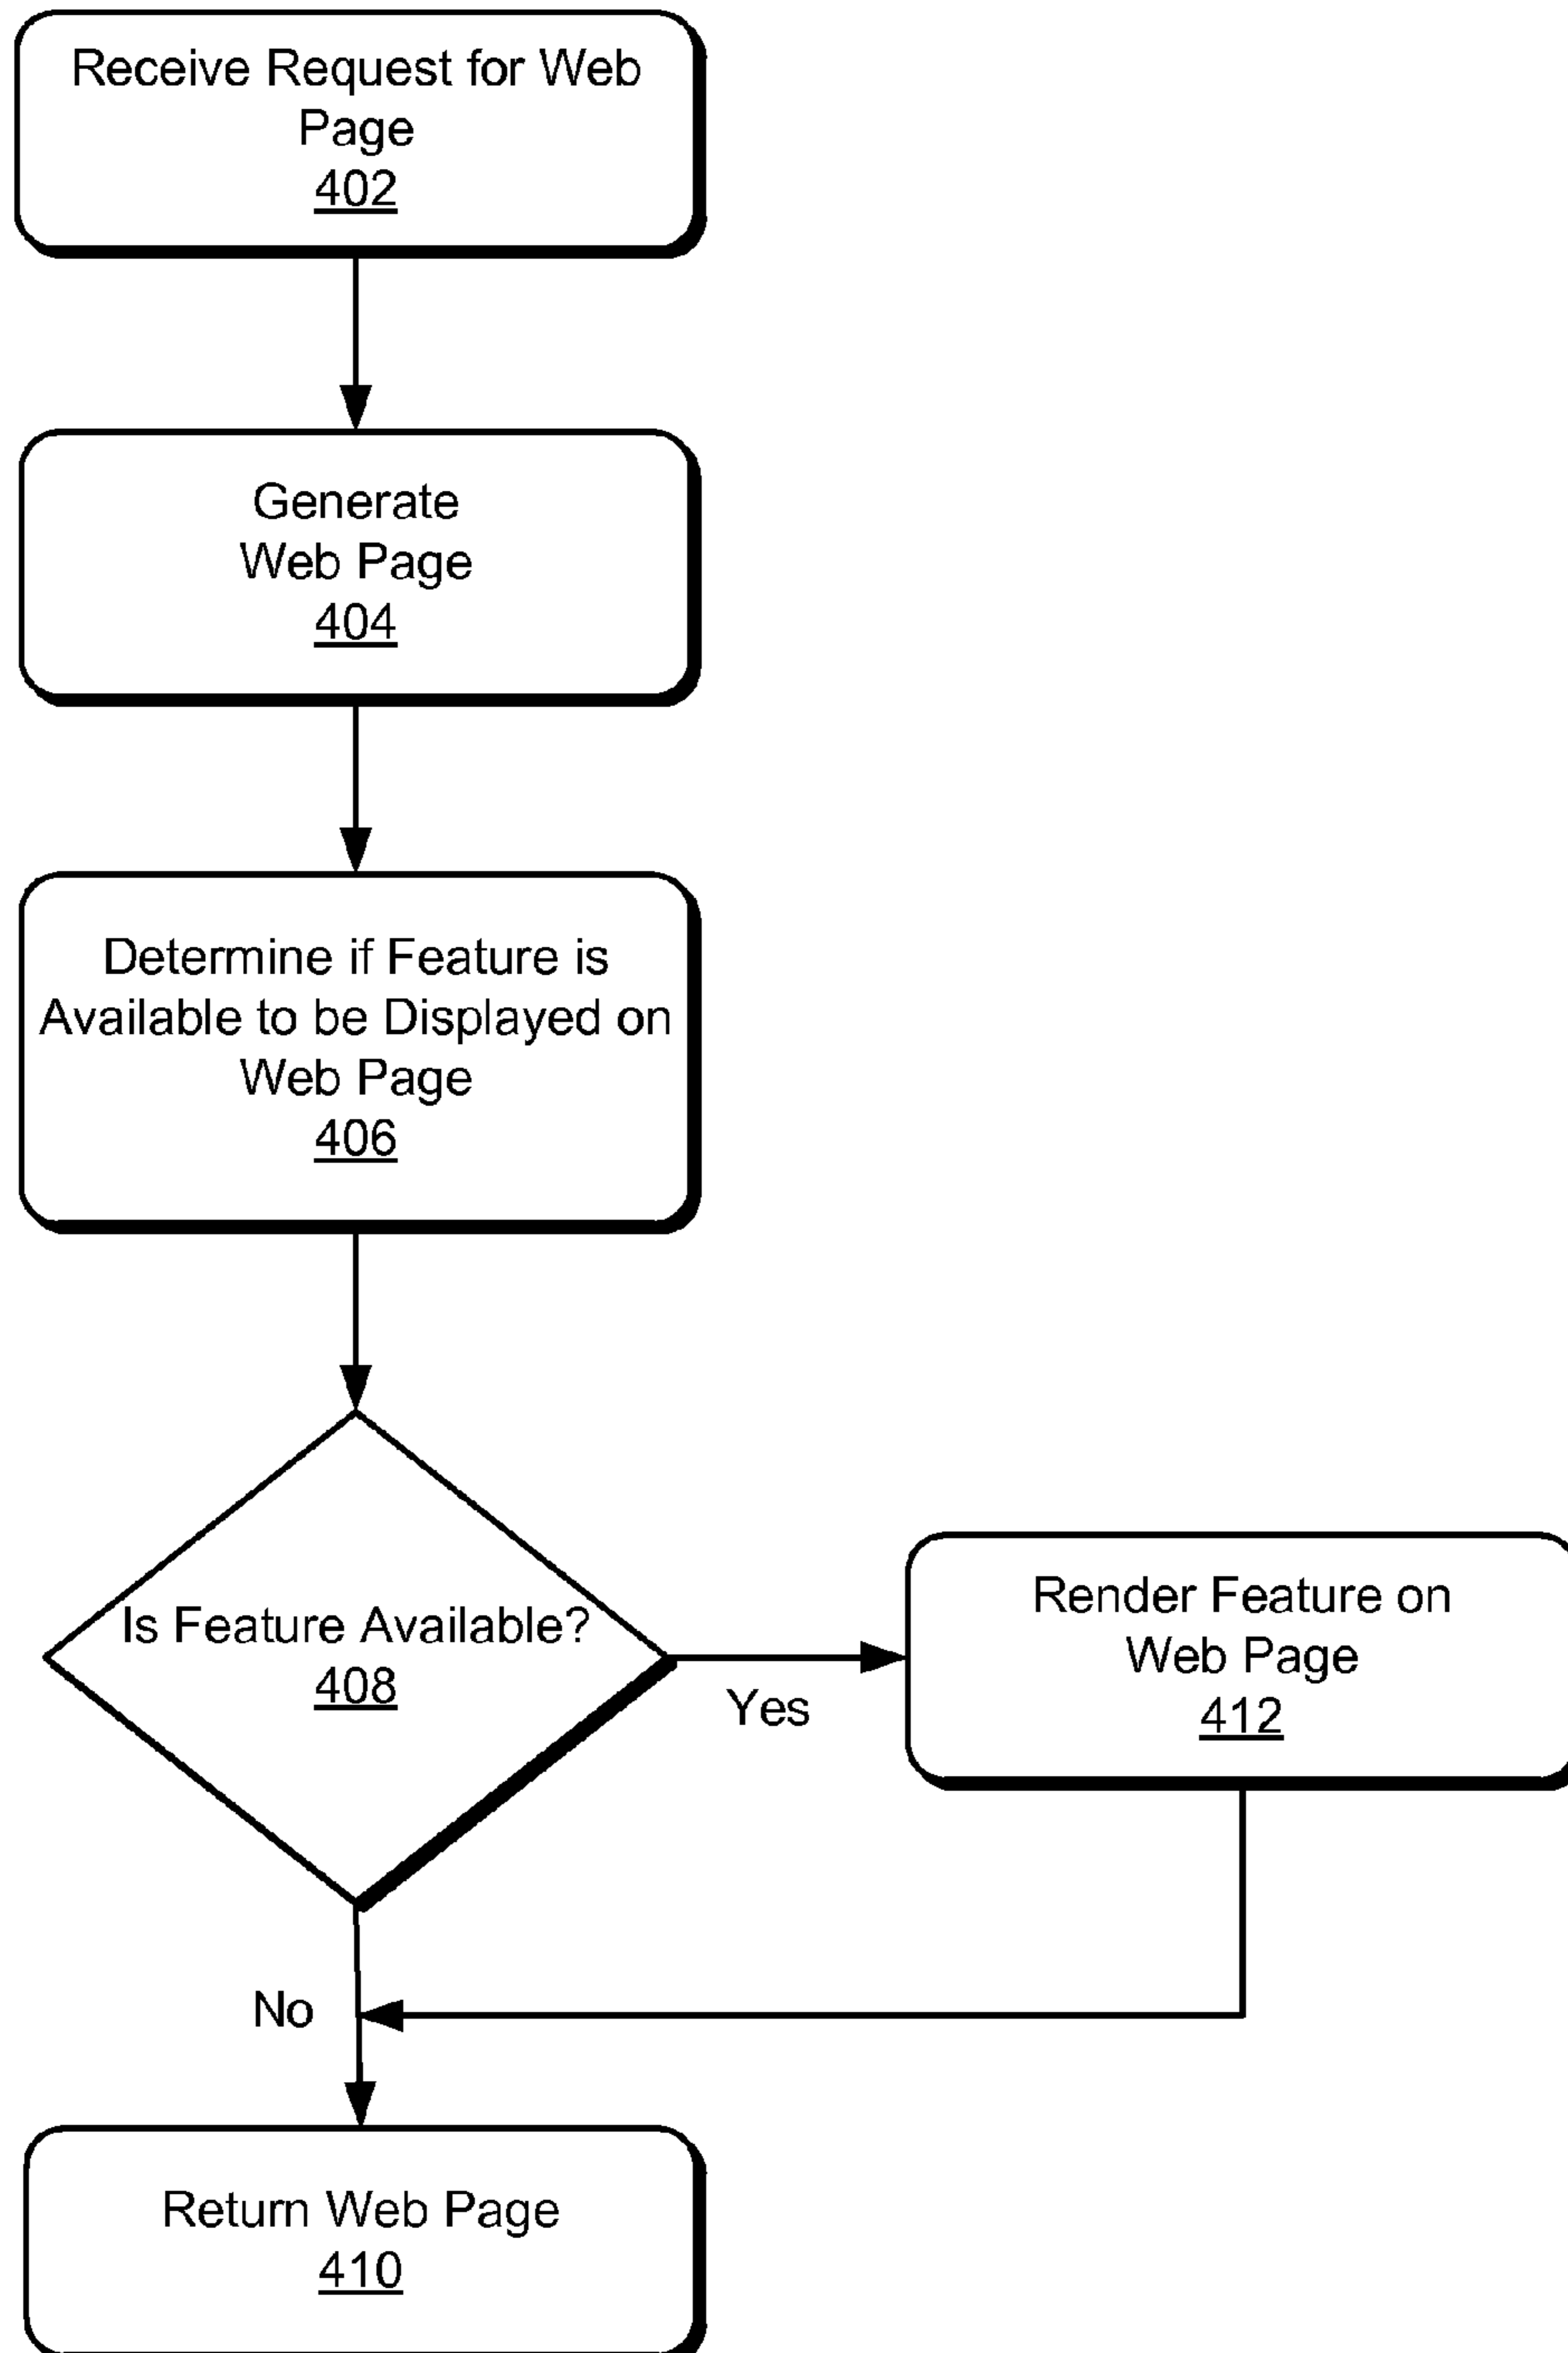 Receive Request for Web
Page
402
Generate
Web Page
404
Determine if Feature is
Available to be Displayed on
Web Page
406
Is Feature Available?
408
Yes
Render Feature on
Web Page
412
No
Return Web Page
410